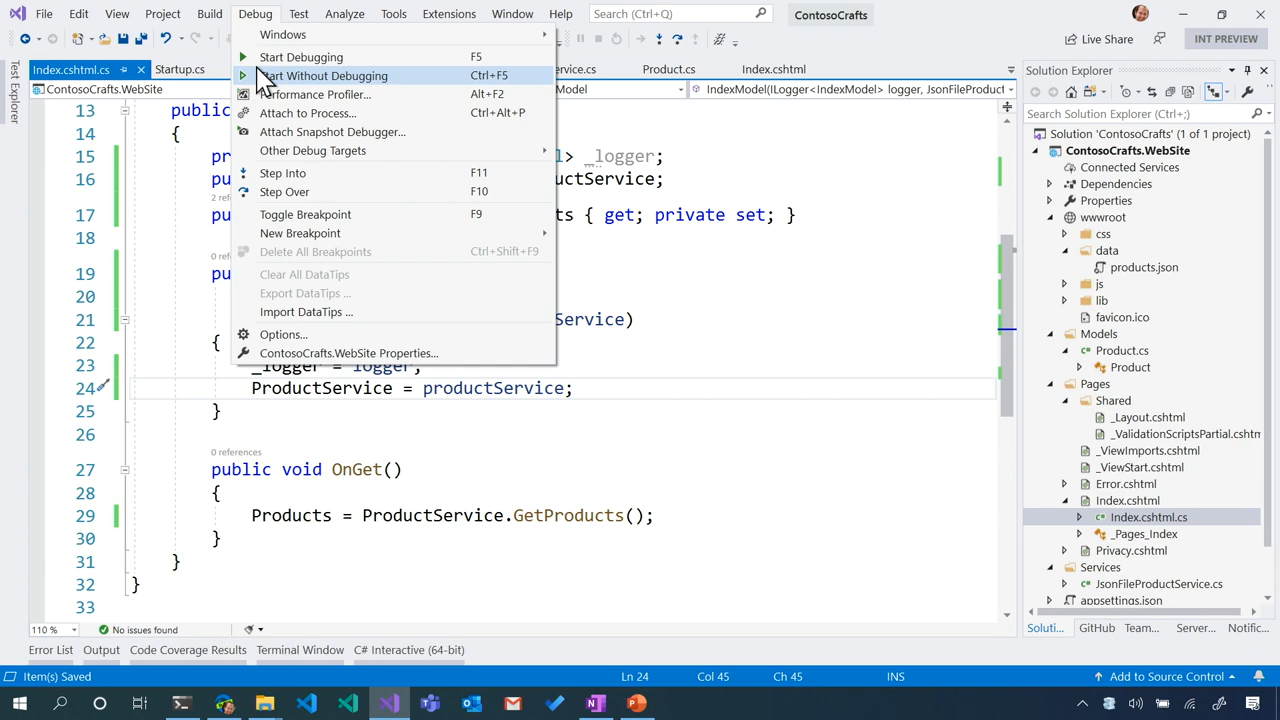 File Edit View Project Build Debug Test Analyze Tools Extensions Window Help Search (Ctrl+Q) ContosoCrafts
Live Share INT PREVIEW
Index.cshtml.cs Startup.cs rvice.cs Product.cs Index.cshtml
ContosoCrafts.WebSite Model IndexModel(ILogger<IndexModel> logger, JsonFileProduct
Test Explorer
Windows
Start Debugging F5
Start Without Debugging Ctrl+F5
Performance Profiler... Alt+F2
Attach to Process... Ctrl+Alt+P
Attach Snapshot Debugger...
Other Debug Targets
Step Into F11
Step Over F10
Toggle Breakpoint F9
New Breakpoint
Delete All Breakpoints Ctrl+Shift+F9
Clear All DataTips
Export DataTips ...
Import DataTips ...
Options...
ContosoCrafts.WebSite Properties...
13 public
14 {
15 pr l> _logger;
16 pu ductService;
2 ref
17 pu ts { get; private set; }
18
0 refe
19 pu
20
21 Service)
22 {
23 _logger = logger;
24 ProductService = productService;
25 }
26
0 references
27 public void OnGet()
28 {
29 Products = ProductService.GetProducts();
30 }
31 }
32 }
33
110 % No issues found
Solution Explorer
Search Solution Explorer (Ctrl+;)
Solution 'ContosoCrafts' (1 of 1 project)
ContosoCrafts.WebSite
Connected Services
Dependencies
Properties
wwwroot
css
data
products.json
js
lib
favicon.ico
Models
Product.cs
Product
Pages
Shared
_Layout.cshtml
_ValidationScriptsPartial.cshtm
_ViewImports.cshtml
_ViewStart.cshtml
Error.cshtml
Index.cshtml
Index.cshtml.cs
_Pages_Index
Privacy.cshtml
Services
JsonFileProductService.cs
appsettings.json
Soluti... GitHub Team... Server... Notific...
Error List Output Code Coverage Results Terminal Window C# Interactive (64-bit)
Item(s) Saved Ln 24 Col 45 Ch 45 INS Add to Source Control